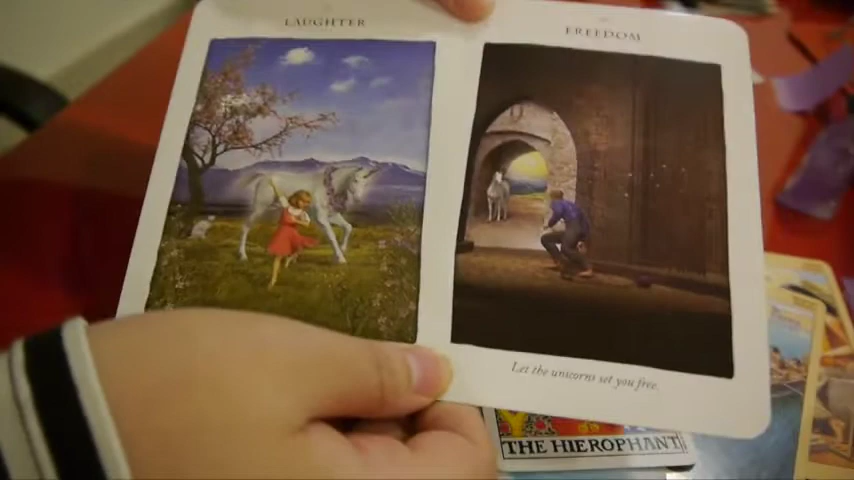 LAUGHTER
FREEDOM
Let the unicorns set you free.
THE HIEROPHANT